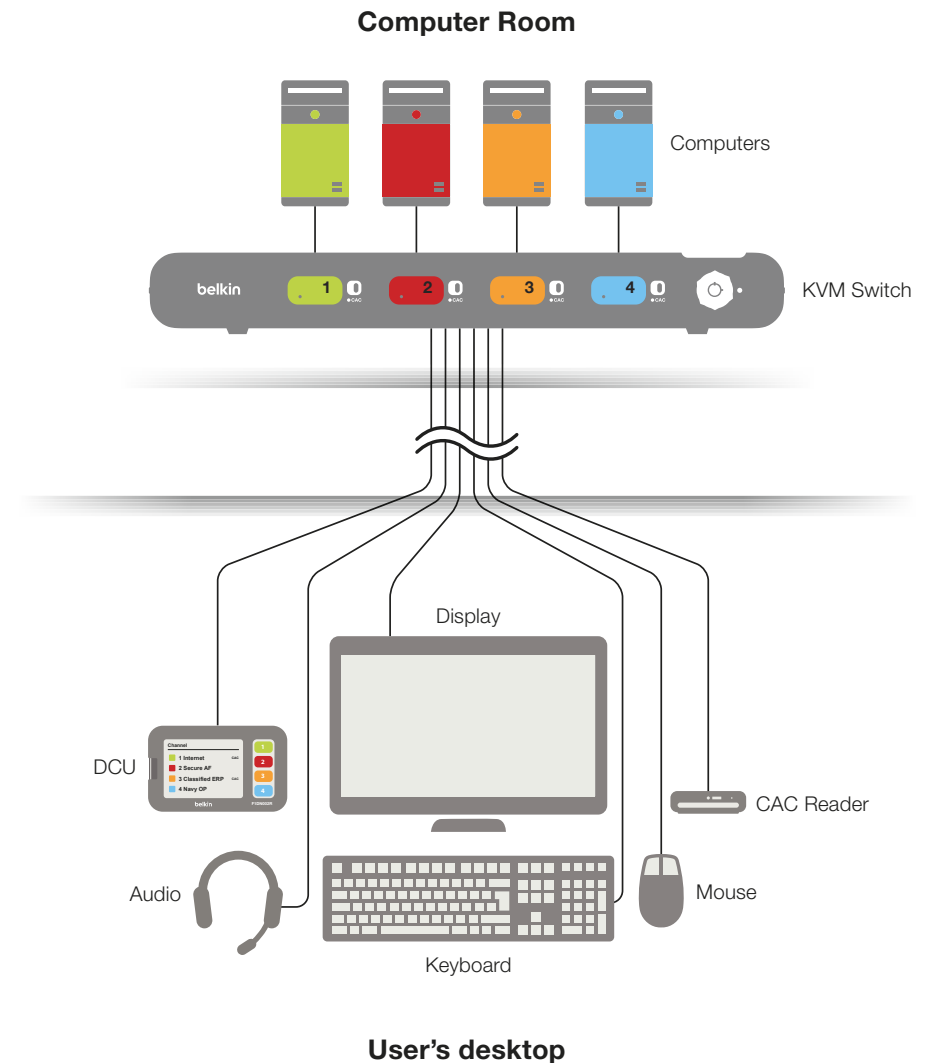 Computer Room
Computers
belkin
1
CAC
2
CAC
3
CAC
4
CAC
KVM Switch
Display
DCU
Channel
1 Internet CAC
2 Secure AF
3 Classified ERP CAC
4 Navy OP
1
2
3
4
belkin
CAC Reader
Audio
Mouse
Keyboard
User’s desktop